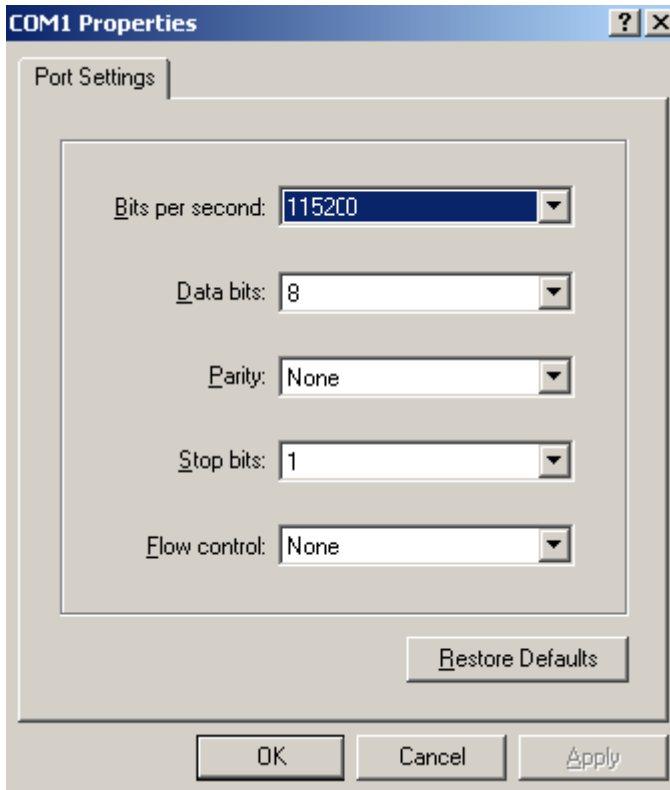 COM1 Properties
Port Settings
Bits per second: 115200
Data bits: 8
Parity: None
Stop bits: 1
Flow control: None
Restore Defaults
OK Cancel Apply